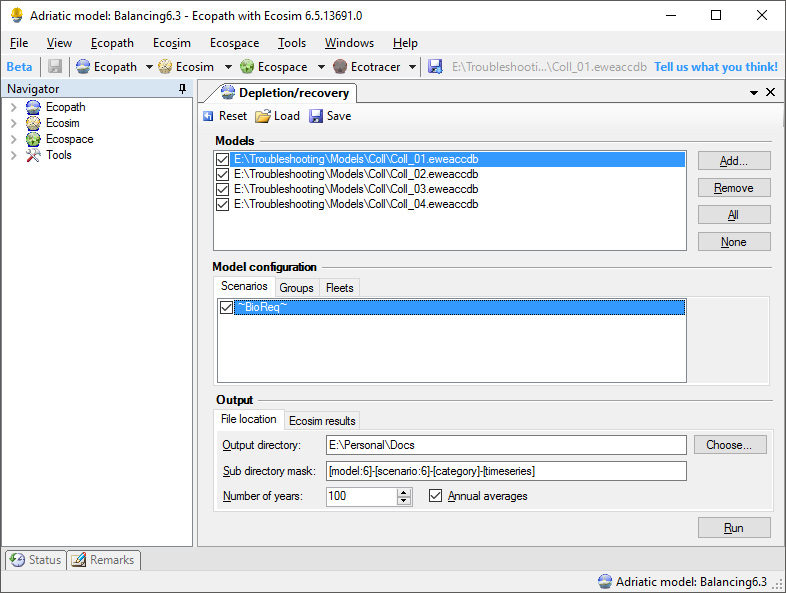 Adriatic model: Balancing6.3 - Ecopath with Ecosim 6.5.13691.0
File View Ecopath Ecosim Ecospace Tools Windows Help
Beta Ecopath Ecosim Ecospace Ecotracer E:\Troubleshooti...\Coll_01.eweaccdb Tell us what you think!
Navigator
Ecopath
Ecosim
Ecospace
Tools
Depletion/recovery
Reset Load Save
Models
E:\Troubleshooting\Models\Coll\Coll_01.eweaccdb
E:\Troubleshooting\Models\Coll\Coll_02.eweaccdb
E:\Troubleshooting\Models\Coll\Coll_03.eweaccdb
E:\Troubleshooting\Models\Coll\Coll_04.eweaccdb
Add...
Remove
All
None
Model configuration
Scenarios Groups Fleets
~BioReq~
Output
File location Ecosim results
Output directory: E:\Personal\Docs Choose...
Sub directory mask: [model:6]-[scenario:6]-[category]-[timeseries]
Number of years: 100 Annual averages
Run
Status Remarks
Adriatic model: Balancing6.3